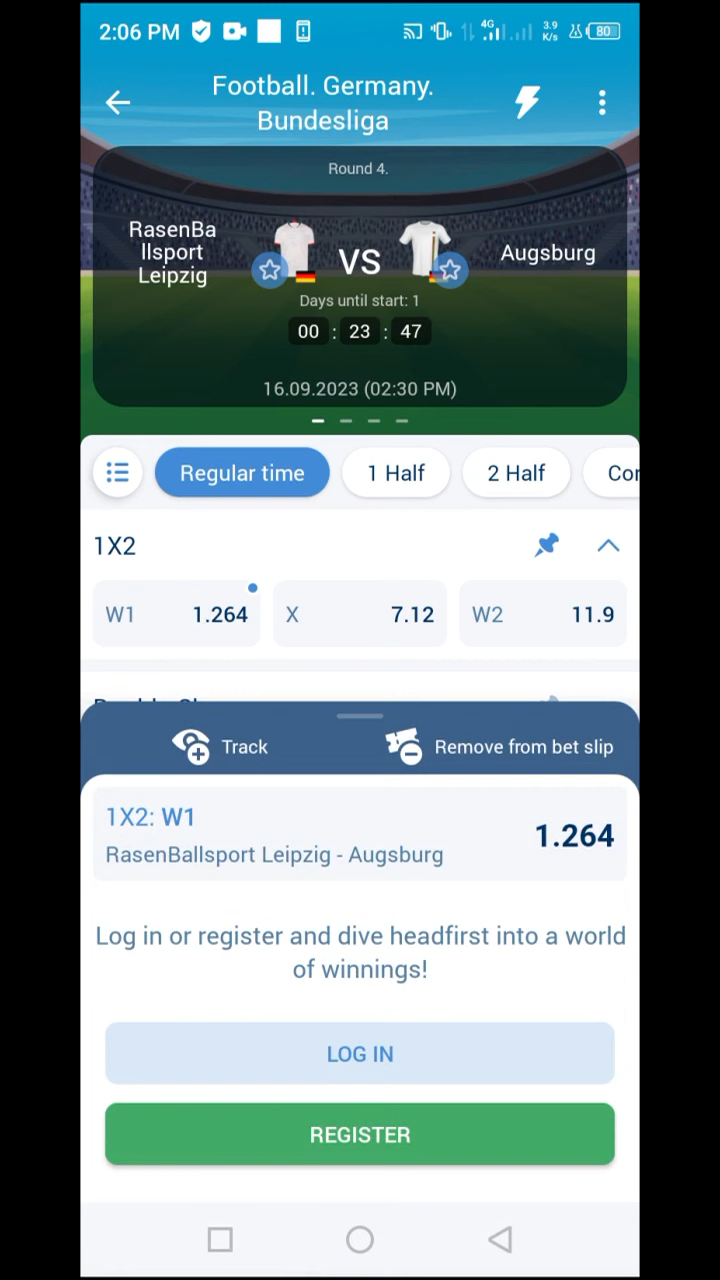 2:06 PM
4G
3.9
K/s
80
Football. Germany.
Bundesliga
Round 4.
RasenBa
llsport
Leipzig
VS
Augsburg
Days until start: 1
00 : 23 : 47
16.09.2023 (02:30 PM)
Regular time
1 Half
2 Half
Cor
1X2
W1 1.264
X 7.12
W2 11.9
Track
Remove from bet slip
1X2: W1
1.264
RasenBallsport Leipzig - Augsburg
Log in or register and dive headfirst into a world
of winnings!
LOG IN
REGISTER